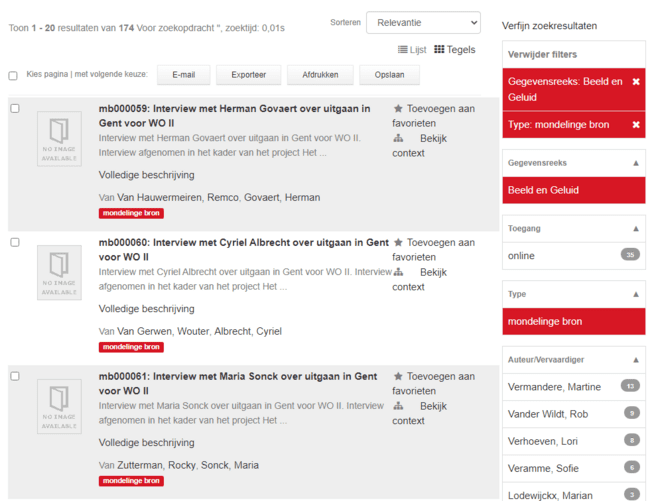 Toon 1 - 20 resultaten van 174 Voor zoekopdracht '', zoektijd: 0,01s
Sorteren Relevantie
Lijst Tegels
Kies pagina | met volgende keuze: E-mail Exporteer Afdrukken Opslaan
mb000059: Interview met Herman Govaert over uitgaan in
Gent voor WO II
Interview met Herman Govaert over uitgaan in Gent voor WO II.
Interview afgenomen in het kader van het project Het ...
Volledige beschrijving
Van Van Hauwermeiren, Remco, Govaert, Herman
mondelinge bron
NO IMAGE
AVAILABLE
Toevoegen aan
favorieten
Bekijk
context
mb000060: Interview met Cyriel Albrecht over uitgaan in Gent
voor WO II
Interview met Cyriel Albrecht over uitgaan in Gent voor WO II. Interview
afgenomen in het kader van het project Het ...
Volledige beschrijving
Van Van Gerwen, Wouter, Albrecht, Cyriel
mondelinge bron
NO IMAGE
AVAILABLE
Toevoegen aan
favorieten
Bekijk
context
mb000061: Interview met Maria Sonck over uitgaan in Gent
voor WO II
Interview met Maria Sonck over uitgaan in Gent voor WO II. Interview
afgenomen in het kader van het project Het ...
Volledige beschrijving
Van Zutterman, Rocky, Sonck, Maria
mondelinge bron
NO IMAGE
AVAILABLE
Toevoegen aan
favorieten
Bekijk
context
Verfijn zoekresultaten
Verwijder filters
Gegevensreeks: Beeld en
Geluid
Type: mondelinge bron
Gegevensreeks
Beeld en Geluid
Toegang
online 35
Type
mondelinge bron
Auteur/Vervaardiger
Vermandere, Martine 13
Vander Wildt, Rob 9
Verhoeven, Lori 8
Veramme, Sofie 6
Lodewijckx, Marian 3